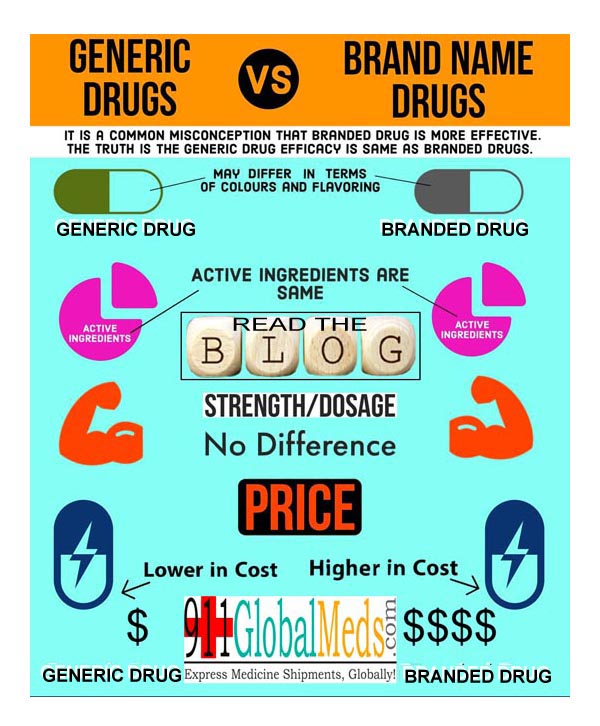 GENERIC
DRUGS
VS
BRAND NAME
DRUGS
IT IS A COMMON MISCONCEPTION THAT BRANDED DRUG IS MORE EFFECTIVE.
THE TRUTH IS THE GENERIC DRUG EFFICACY IS SAME AS BRANDED DRUGS.
MAY DIFFER IN TERMS
OF COLOURS AND FLAVORING
GENERIC DRUG
BRANDED DRUG
ACTIVE INGREDIENTS ARE
SAME
ACTIVE
INGREDIENTS
ACTIVE
INGREDIENTS
READ THE
BLOG
STRENGTH/DOSAGE
No Difference
PRICE
Lower in Cost
Higher in Cost
$
911GlobalMeds.com
$$$$
Express Medicine Shipments, Globally!
GENERIC DRUG
BRANDED DRUG